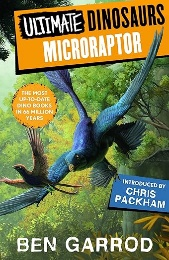 ULTIMATE DINOSAURS
MICRORAPTOR
THE MOST
UP-TO-DATE
DINO BOOKS
IN 66 MILLION
YEARS
INTRODUCED BY
CHRIS
PACKHAM
BEN GARROD